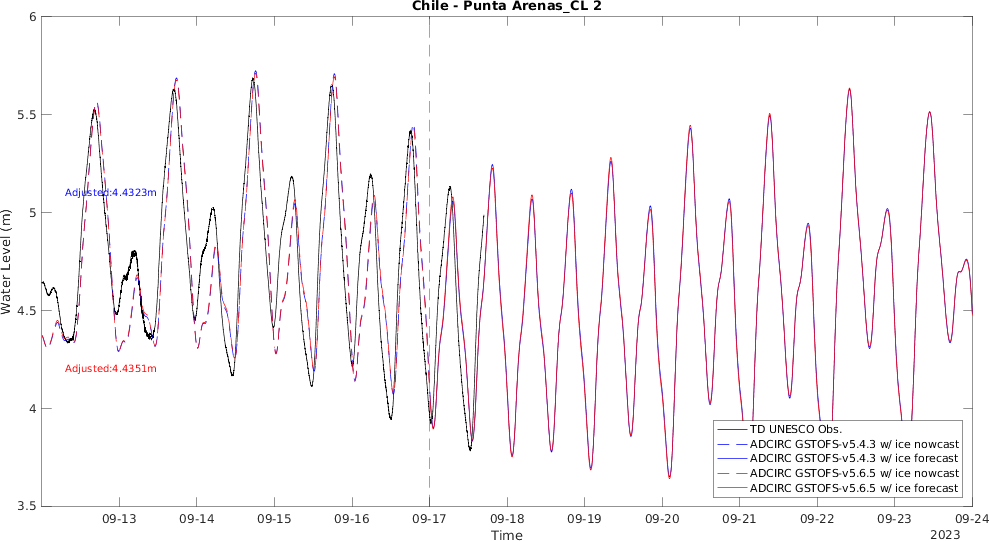 Chile - Punta Arenas_CL 2
6
5.5
5
4.5
4
3.5
Water Level (m)
Adjusted:4.4323m
Adjusted:4.4351m
TD UNESCO Obs.
ADCIRC GSTOFS-v5.4.3 w/ ice nowcast
ADCIRC GSTOFS-v5.4.3 w/ ice forecast
ADCIRC GSTOFS-v5.6.5 w/ ice nowcast
ADCIRC GSTOFS-v5.6.5 w/ ice forecast
09-13 09-14 09-15 09-16 09-17 09-18 09-19 09-20 09-21 09-22 09-23 09-24
Time
2023